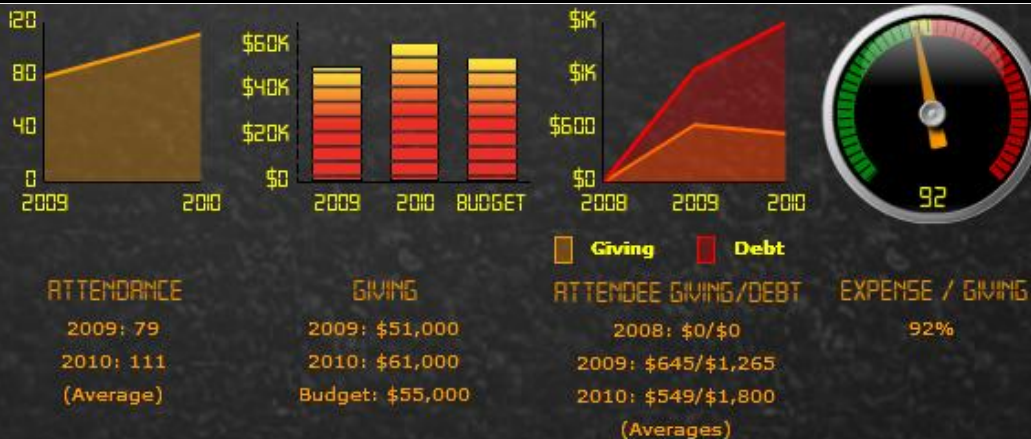 120
80
40
0
2009 2010
$60K
$40K
$20K
$0
2009 2010 BUDGET
$1K
$1K
$600
$0
2008 2009 2010
Giving Debt
92
ATTENDANCE
2009: 79
2010: 111
(Average)
GIVING
2009: $51,000
2010: $61,000
Budget: $55,000
ATTENDEE GIVING/DEBT
2008: $0/$0
2009: $645/$1,265
2010: $549/$1,800
(Averages)
EXPENSE / GIVING
92%